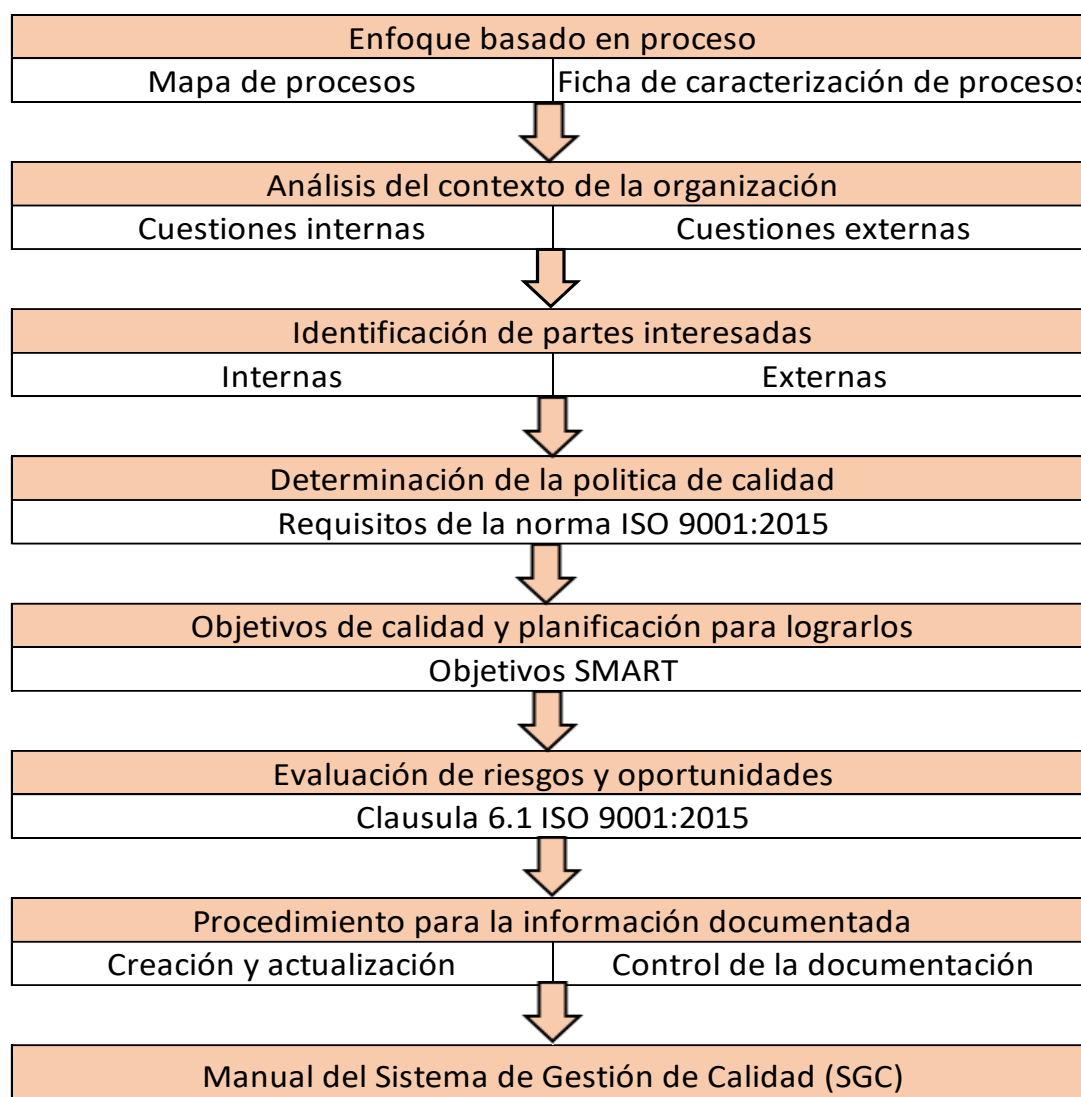 Enfoque basado en proceso
Mapa de procesos
Ficha de caracterización de procesos
Análisis del contexto de la organización
Cuestiones internas
Cuestiones externas
Identificación de partes interesadas
Internas
Externas
Determinación de la politica de calidad
Requisitos de la norma ISO 9001:2015
Objetivos de calidad y planificación para lograrlos
Objetivos SMART
Evaluación de riesgos y oportunidades
Clausula 6.1 ISO 9001:2015
Procedimiento para la información documentada
Creación y actualización
Control de la documentación
Manual del Sistema de Gestión de Calidad (SGC)